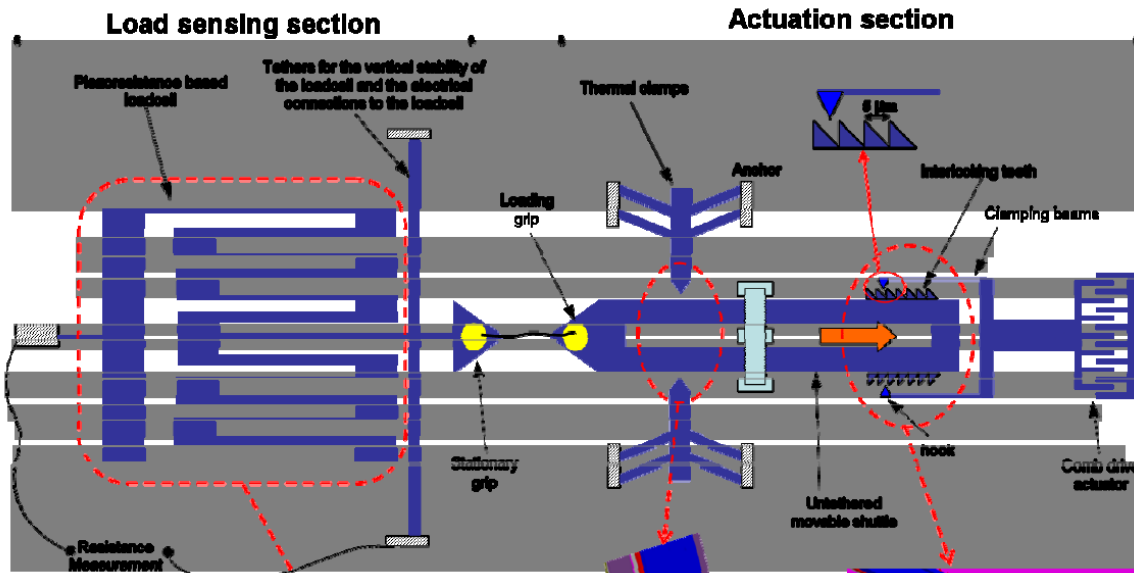 Load sensing section
Actuation section
Piezoresistance based
loadcell
Tethers for the vertical stability of
the loadcell and the electrical
connections to the loadcell
Thermal clamps
5 µm
Anchor
Interlocking teeth
Loading
grip
Clamping beams
Stationary
grip
hook
Comb drive
actuator
Untethered
movable shuttle
Resistance
Measurement